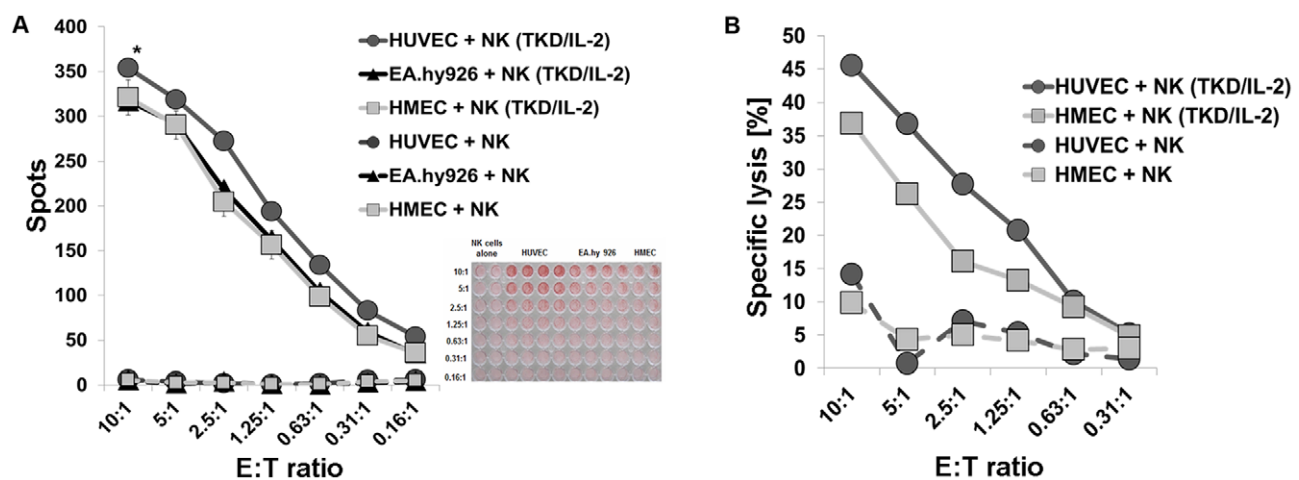 A
400
350
300
250
200
150
100
50
0
Spots
*
HUVEC + NK (TKD/IL-2)
EA.hy926 + NK (TKD/IL-2)
HMEC + NK (TKD/IL-2)
HUVEC + NK
EA.hy926 + NK
HMEC + NK
NK cells
alone HUVEC EA.hy 926 HMEC
10:1
5:1
2.5:1
1.25:1
0.63:1
0.31:1
0.16:1
10:1 5:1 2.5:1 1.25:1 0.63:1 0.31:1 0.16:1
E:T ratio
B
50
45
40
35
30
25
20
15
10
5
0
Specific lysis [%]
HUVEC + NK (TKD/IL-2)
HMEC + NK (TKD/IL-2)
HUVEC + NK
HMEC + NK
10:1 5:1 2.5:1 1.25:1 0.63:1 0.31:1
E:T ratio